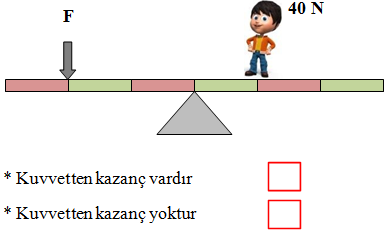 F
40 N
* Kuvvetten kazanç vardır
* Kuvvetten kazanç yoktur